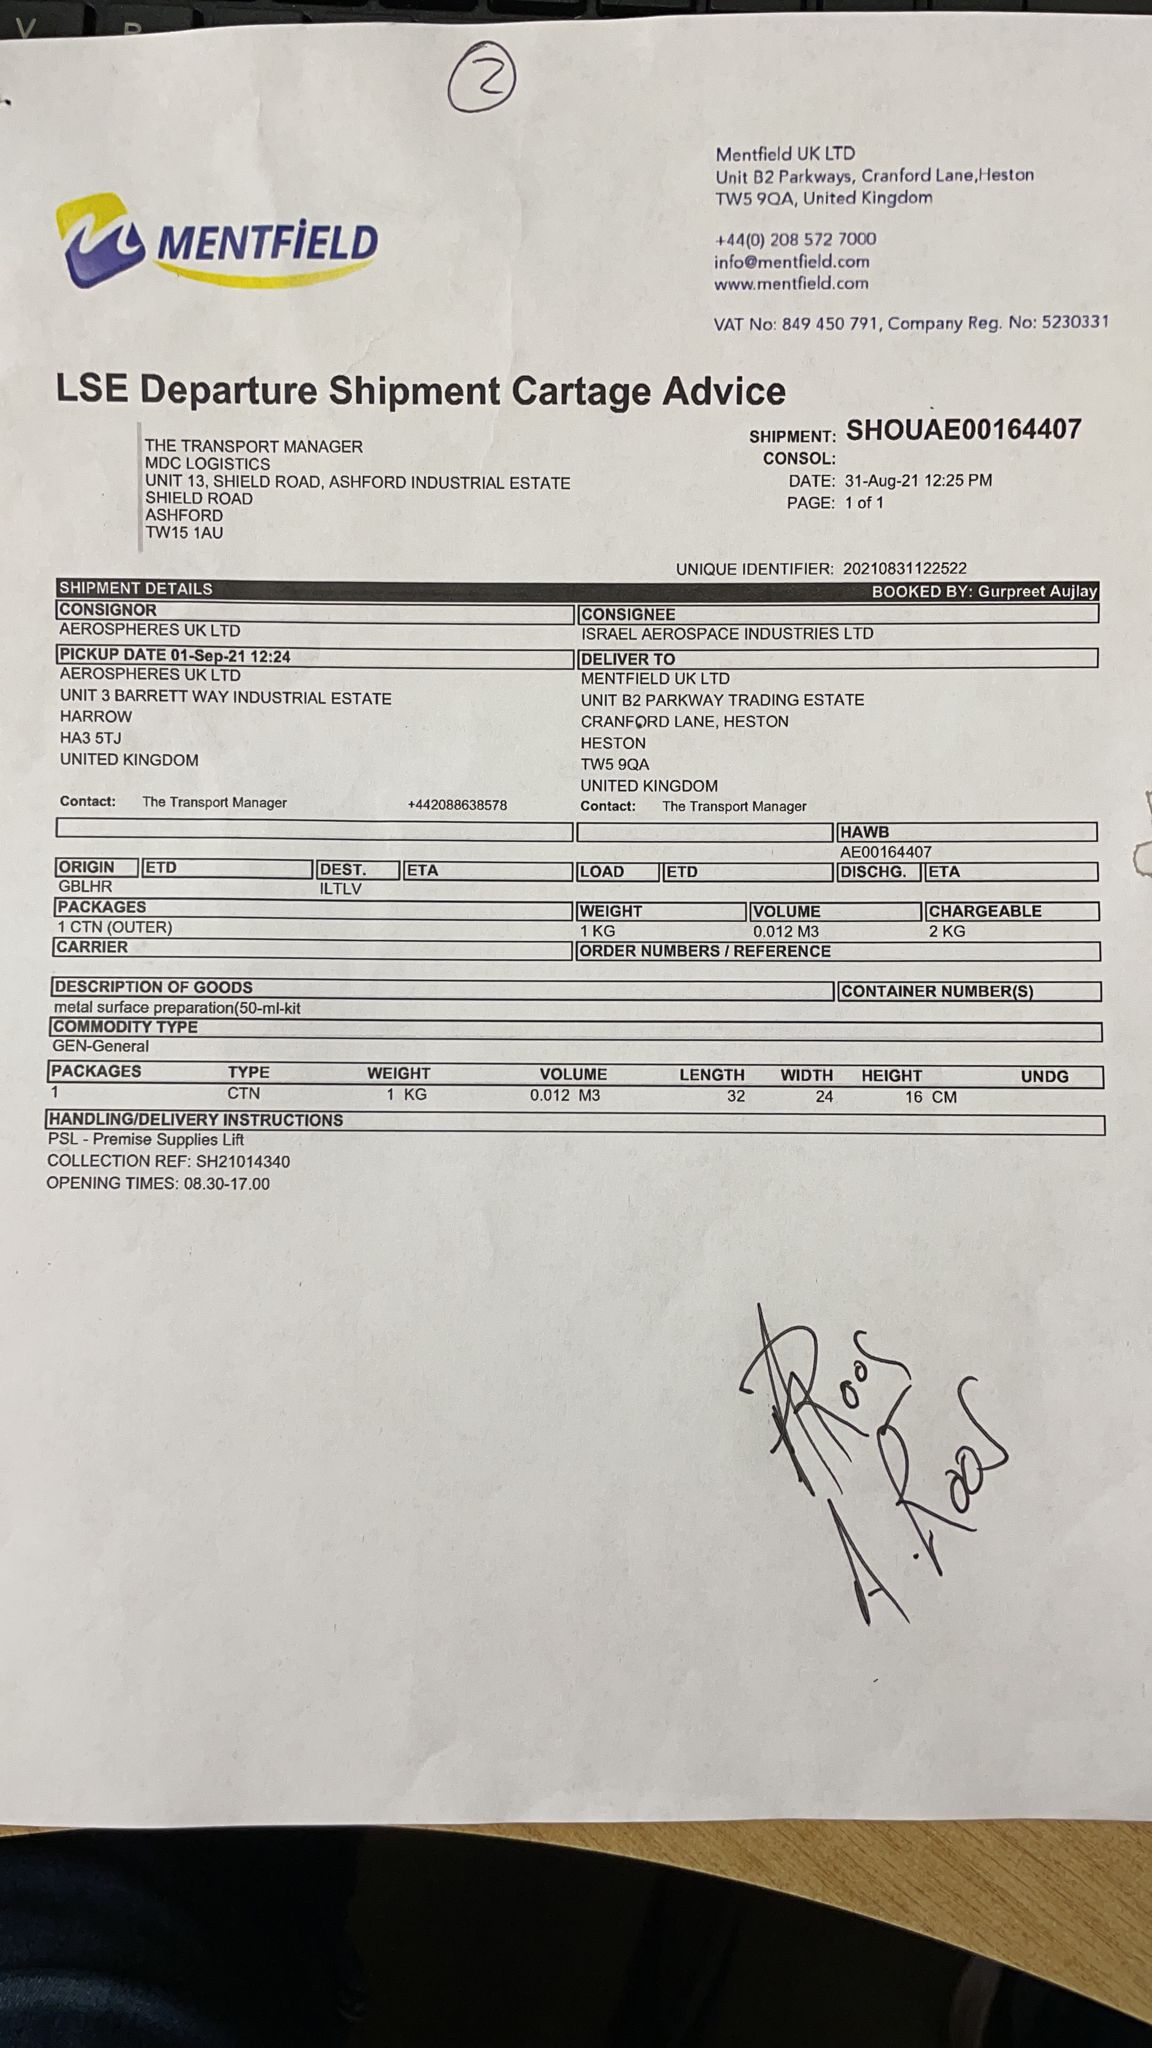 V
2
Mentfield UK LTD
Unit B2 Parkways, Cranford Lane,Heston
TW5 9QA, United Kingdom
+44(0) 208 572 7000
info@mentfield.com
www.mentfield.com
VAT No: 849 450 791, Company Reg. No: 5230331
MENTFiELD
LSE Departure Shipment Cartage Advice
THE TRANSPORT MANAGER
MDC LOGISTICS
UNIT 13, SHIELD ROAD, ASHFORD INDUSTRIAL ESTATE
SHIELD ROAD
ASHFORD
TW15 1AU
SHIPMENT: SHOUAE00164407
CONSOL:
DATE: 31-Aug-21 12:25 PM
PAGE: 1 of 1
UNIQUE IDENTIFIER: 20210831122522
SHIPMENT DETAILS BOOKED BY: Gurpreet Aujlay
CONSIGNOR
AEROSPHERES UK LTD
CONSIGNEE
ISRAEL AEROSPACE INDUSTRIES LTD
PICKUP DATE 01-Sep-21 12:24
AEROSPHERES UK LTD
UNIT 3 BARRETT WAY INDUSTRIAL ESTATE
HARROW
HA3 5TJ
UNITED KINGDOM
Contact: The Transport Manager +442088638578
DELIVER TO
MENTFIELD UK LTD
UNIT B2 PARKWAY TRADING ESTATE
CRANFORD LANE, HESTON
HESTON
TW5 9QA
UNITED KINGDOM
Contact: The Transport Manager
HAWB
AE00164407
ORIGIN ETD DEST. ETA LOAD ETD DISCHG. ETA
GBLHR ILTLV
PACKAGES WEIGHT VOLUME CHARGEABLE
1 CTN (OUTER) 1 KG 0.012 M3 2 KG
CARRIER ORDER NUMBERS / REFERENCE
DESCRIPTION OF GOODS CONTAINER NUMBER(S)
metal surface preparation(50-ml-kit
COMMODITY TYPE
GEN-General
PACKAGES TYPE WEIGHT VOLUME LENGTH WIDTH HEIGHT UNDG
1 CTN 1 KG 0.012 M3 32 24 16 CM
HANDLING/DELIVERY INSTRUCTIONS
PSL - Premise Supplies Lift
COLLECTION REF: SH21014340
OPENING TIMES: 08.30-17.00